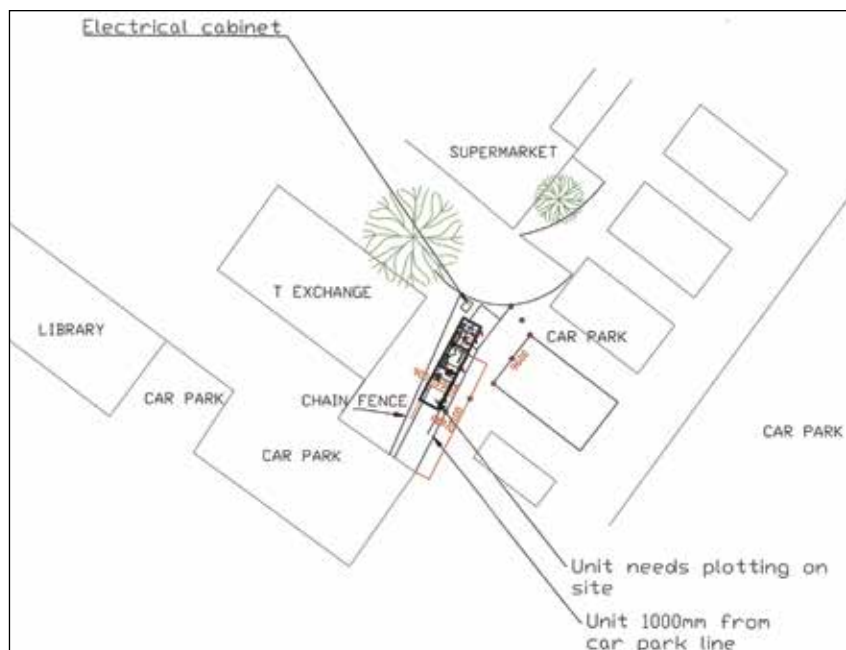 Electrical cabinet
SUPERMARKET
T EXCHANGE
LIBRARY
CAR PARK
CAR PARK
CHAIN FENCE
CAR PARK
CAR PARK
Unit needs plotting on
site
Unit 1000mm from
car park line